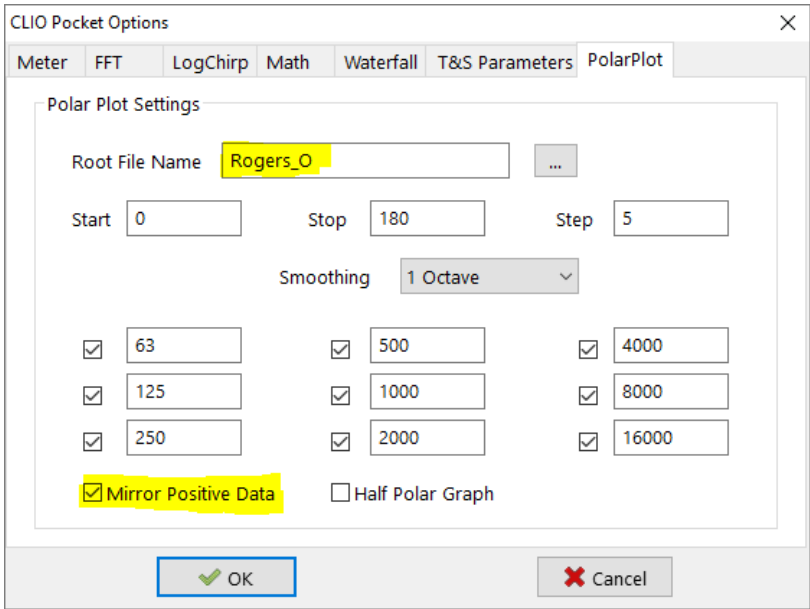 CLIO Pocket Options
Meter FFT LogChirp Math Waterfall T&S Parameters PolarPlot
Polar Plot Settings
Root File Name Rogers_O ...
Start 0 Stop 180 Step 5
Smoothing 1 Octave
63 500 4000
125 1000 8000
250 2000 16000
Mirror Positive Data Half Polar Graph
OK Cancel